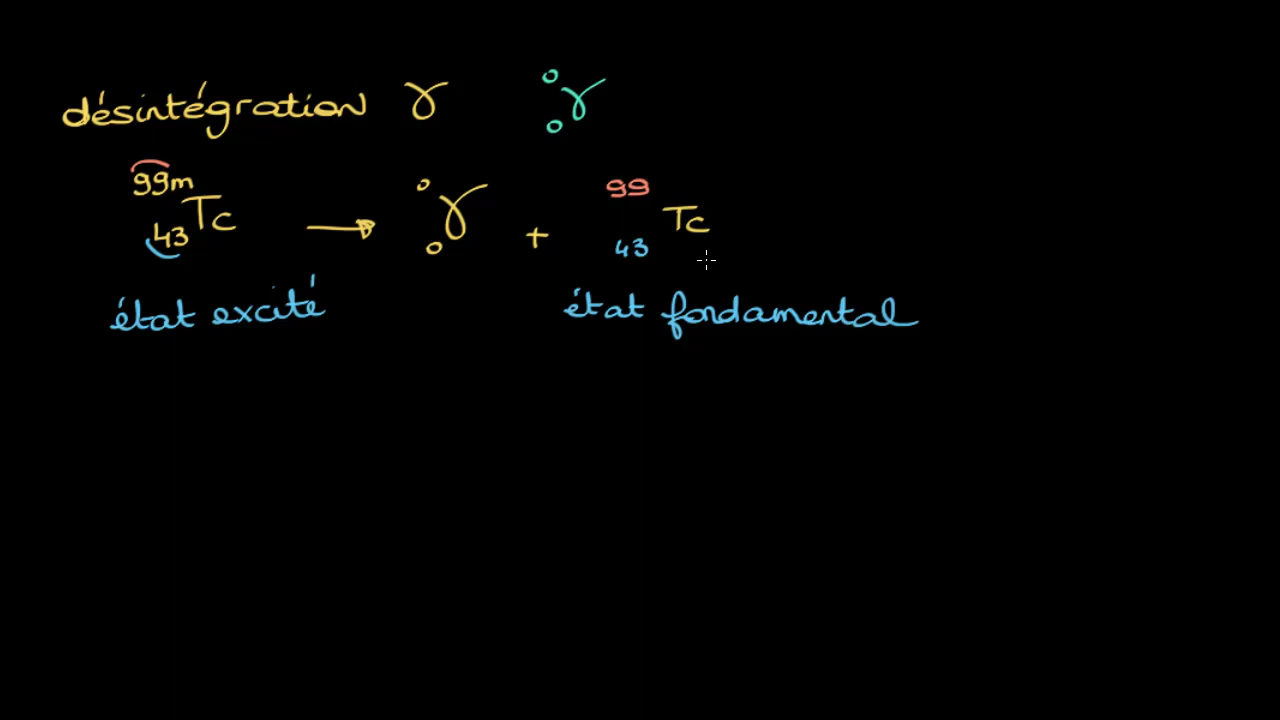 désintégration γ ⁰₀γ
⁹⁹ᵐ₄₃Tc → ⁰₀γ + ⁹⁹₄₃Tc
état excité état fondamental